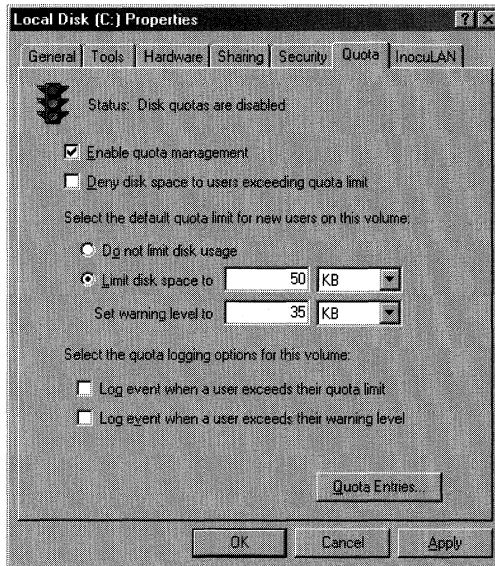 Local Disk (C:) Properties
General Tools Hardware Sharing Security Quota InocuLAN
Status: Disk quotas are disabled
Enable quota management
Deny disk space to users exceeding quota limit
Select the default quota limit for new users on this volume:
Do not limit disk usage
Limit disk space to 50 KB
Set warning level to 35 KB
Select the quota logging options for this volume:
Log event when a user exceeds their quota limit
Log event when a user exceeds their warning level
Quota Entries...
OK Cancel Apply